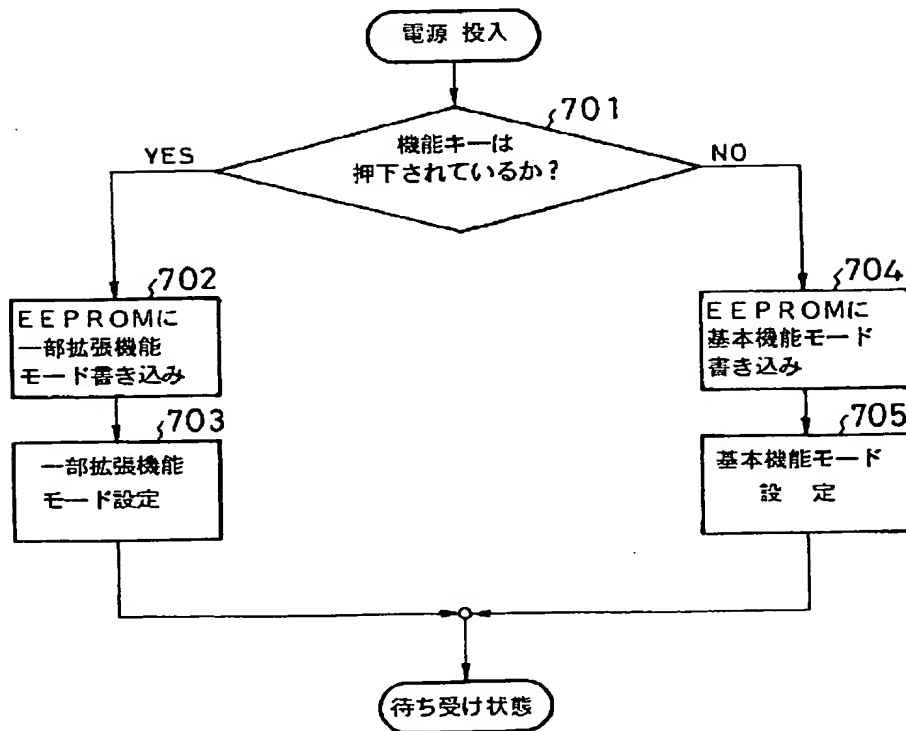 電源 投入
701
機能キーは
押下されているか?
YES
NO
702
EEPROMに
一部拡張機能
モード書き込み
704
EEPROMに
基本機能モード
書き込み
703
一部拡張機能
モード設定
705
基本機能モード
設 定
待ち受け状態